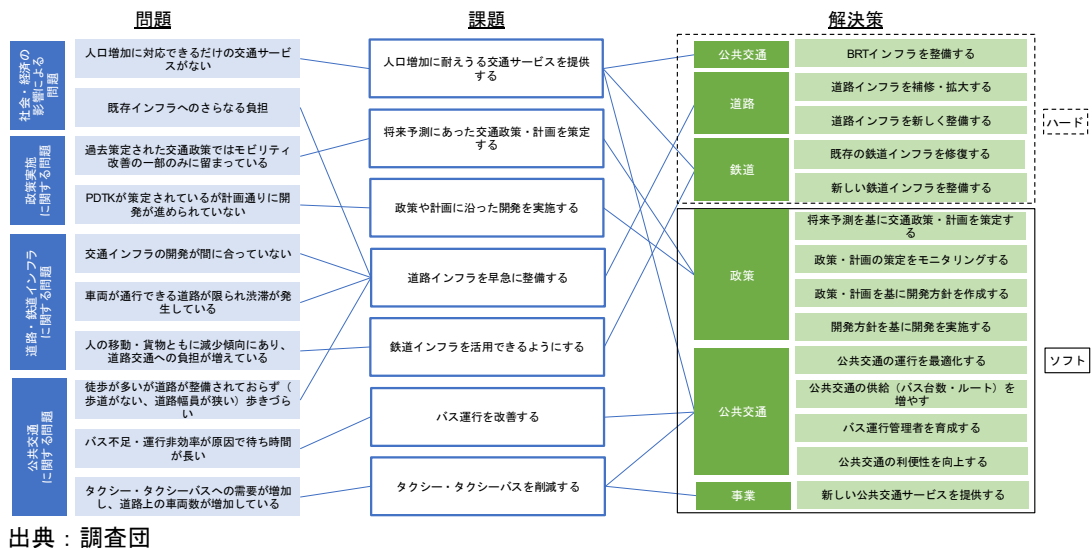 問題
課題
解決策
社会・経済の
影響による
問題
人口増加に対応できるだけの交通サービ
スがない
既存インフラへのさらなる負担
政策実施
に関する問題
過去策定された交通政策ではモビリティ
改善の一部のみに留まっている
PDTKが策定されているが計画通りに開
発が進められていない
道路・鉄道インフラ
に関する問題
交通インフラの開発が間に合っていない
車両が通行できる道路が限られ渋滞が発
生している
人の移動・貨物ともに減少傾向にあり、
道路交通への負担が増えている
公共交通
に関する問題
徒歩が多いが道路が整備されておらず（
歩道がない、道路幅員が狭い）歩きづら
い
バス不足・運行非効率が原因で待ち時間
が長い
タクシー・タクシーバスへの需要が増加
し、道路上の車両数が増加している
人口増加に耐えうる交通サービスを提供
する
将来予測にあった交通政策・計画を策定
する
政策や計画に沿った開発を実施する
道路インフラを早急に整備する
鉄道インフラを活用できるようにする
バス運行を改善する
タクシー・タクシーバスを削減する
公共交通
BRTインフラを整備する
道路
道路インフラを補修・拡大する
道路インフラを新しく整備する
鉄道
既存の鉄道インフラを修復する
新しい鉄道インフラを整備する
ハード
政策
将来予測を基に交通政策・計画を策定す
る
政策・計画の策定をモニタリングする
政策・計画を基に開発方針を作成する
開発方針を基に開発を実施する
公共交通
公共交通の運行を最適化する
公共交通の供給（バス台数・ルート）を
増やす
バス運行管理者を育成する
公共交通の利便性を向上する
事業
新しい公共交通サービスを提供する
ソフト
出典：調査団